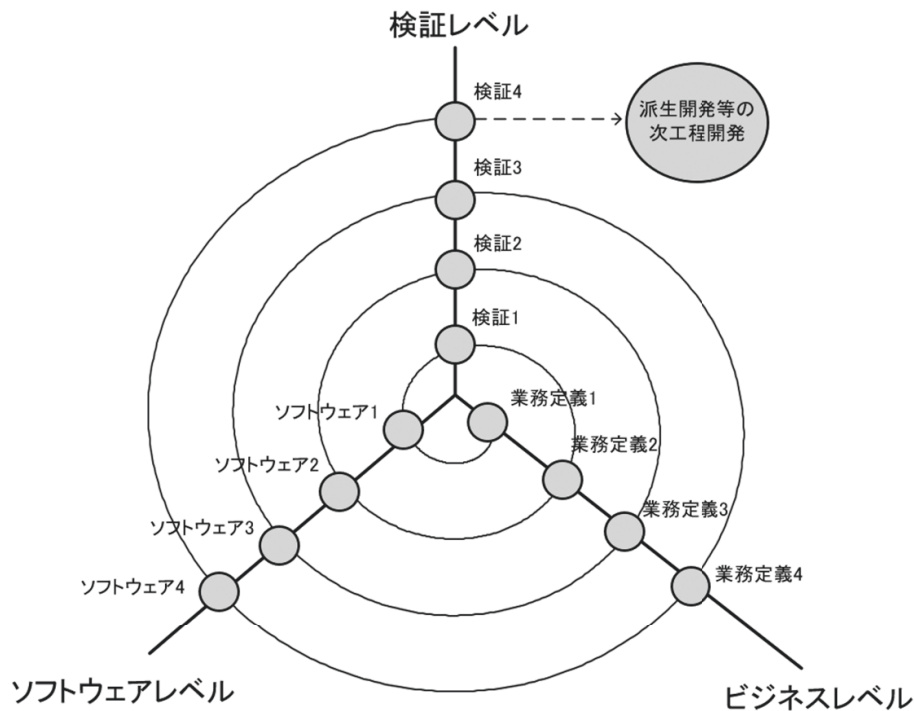 検証レベル
検証4
派生開発等の
次工程開発
検証3
検証2
検証1
業務定義1
ソフトウェア1
業務定義2
ソフトウェア2
業務定義3
ソフトウェア3
業務定義4
ソフトウェア4
ソフトウェアレベル
ビジネスレベル